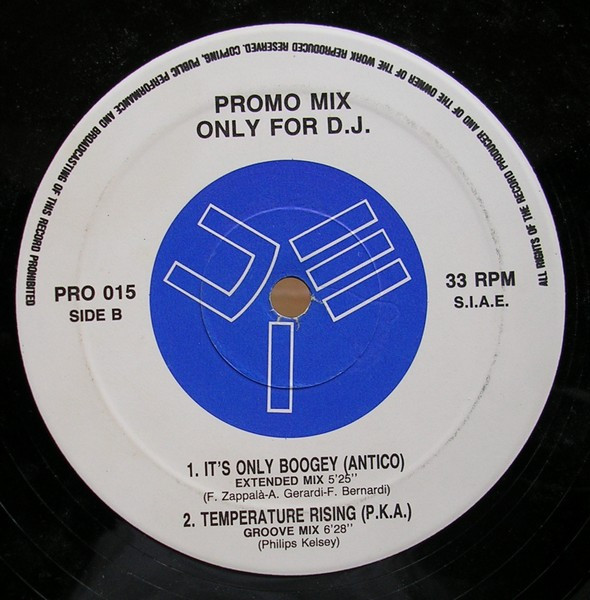 ALL RIGHTS OF THE RECORD PRODUCER AND OF THE OWNER OF THE WORK REPRODUCED RESERVED. COPYING, PUBLIC PERFORMANCE AND BROADCASTING OF THIS RECORD PROHIBITED
PROMO MIX
ONLY FOR D.J.
PRO 015
SIDE B
33 RPM
S.I.A.E.
1. IT'S ONLY BOOGEY (ANTICO)
EXTENDED MIX 5'25''
(F. Zappalà-A. Gerardi-F. Bernardi)
2. TEMPERATURE RISING (P.K.A.)
GROOVE MIX 6'28''
(Philips Kelsey)